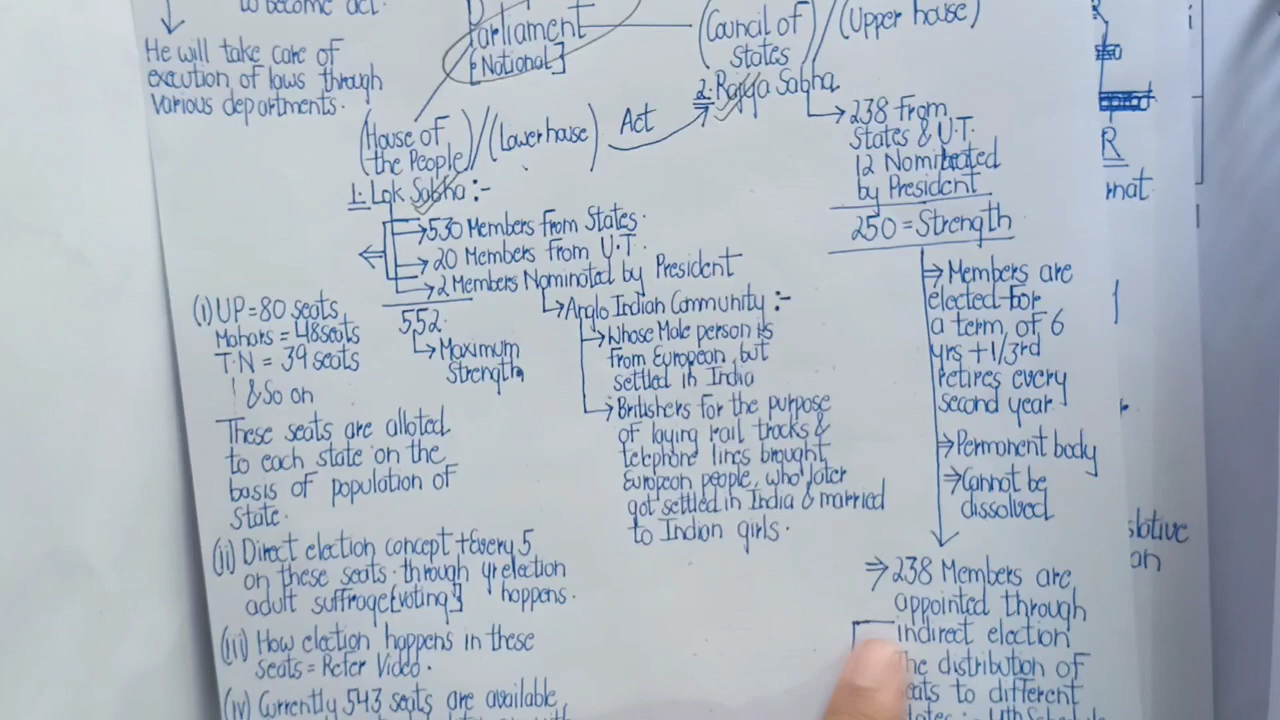 to become act.
He will take care of
execution of laws through
various departments.
Parliament
[National]
(Council of
states)
/(Upper house)
2. Rajya Sabha
(House of
the People)
/(Lowerhouse)
Act
1. Lok Sabha :-
530 Members from States.
20 Members from U.T.
2 Members Nominated by President
552.
Maximum
Strength
Anglo Indian Community :-
Whose Male person is
from European, but
settled in India
Britishers for the purpose
of laying rail tracks &
telephone lines brought
European people, who later
got settled in India & married
to Indian girls.
(i) UP = 80 seats
Mahars = 48 seats
T.N = 39 seats
& So on
These seats are alloted
to each state on the
basis of population of
State.
(ii) Direct election concept + Every 5
on these seats. through yr election
adult suffrage [voting] happens.
(iii) How election happens in these
seats = Refer Video.
(iv) Currently 543 seats are available
238 From
States & U.T.
12 Nominated
by President
250 = Strength
Members are
elected for
a term of 6
yrs + 1/3rd
retires every
second year
Permanent body
Cannot be
dissolved
238 Members are
appointed through
indirect election
The distribution of
seats to different
R
R
mat
slative
an